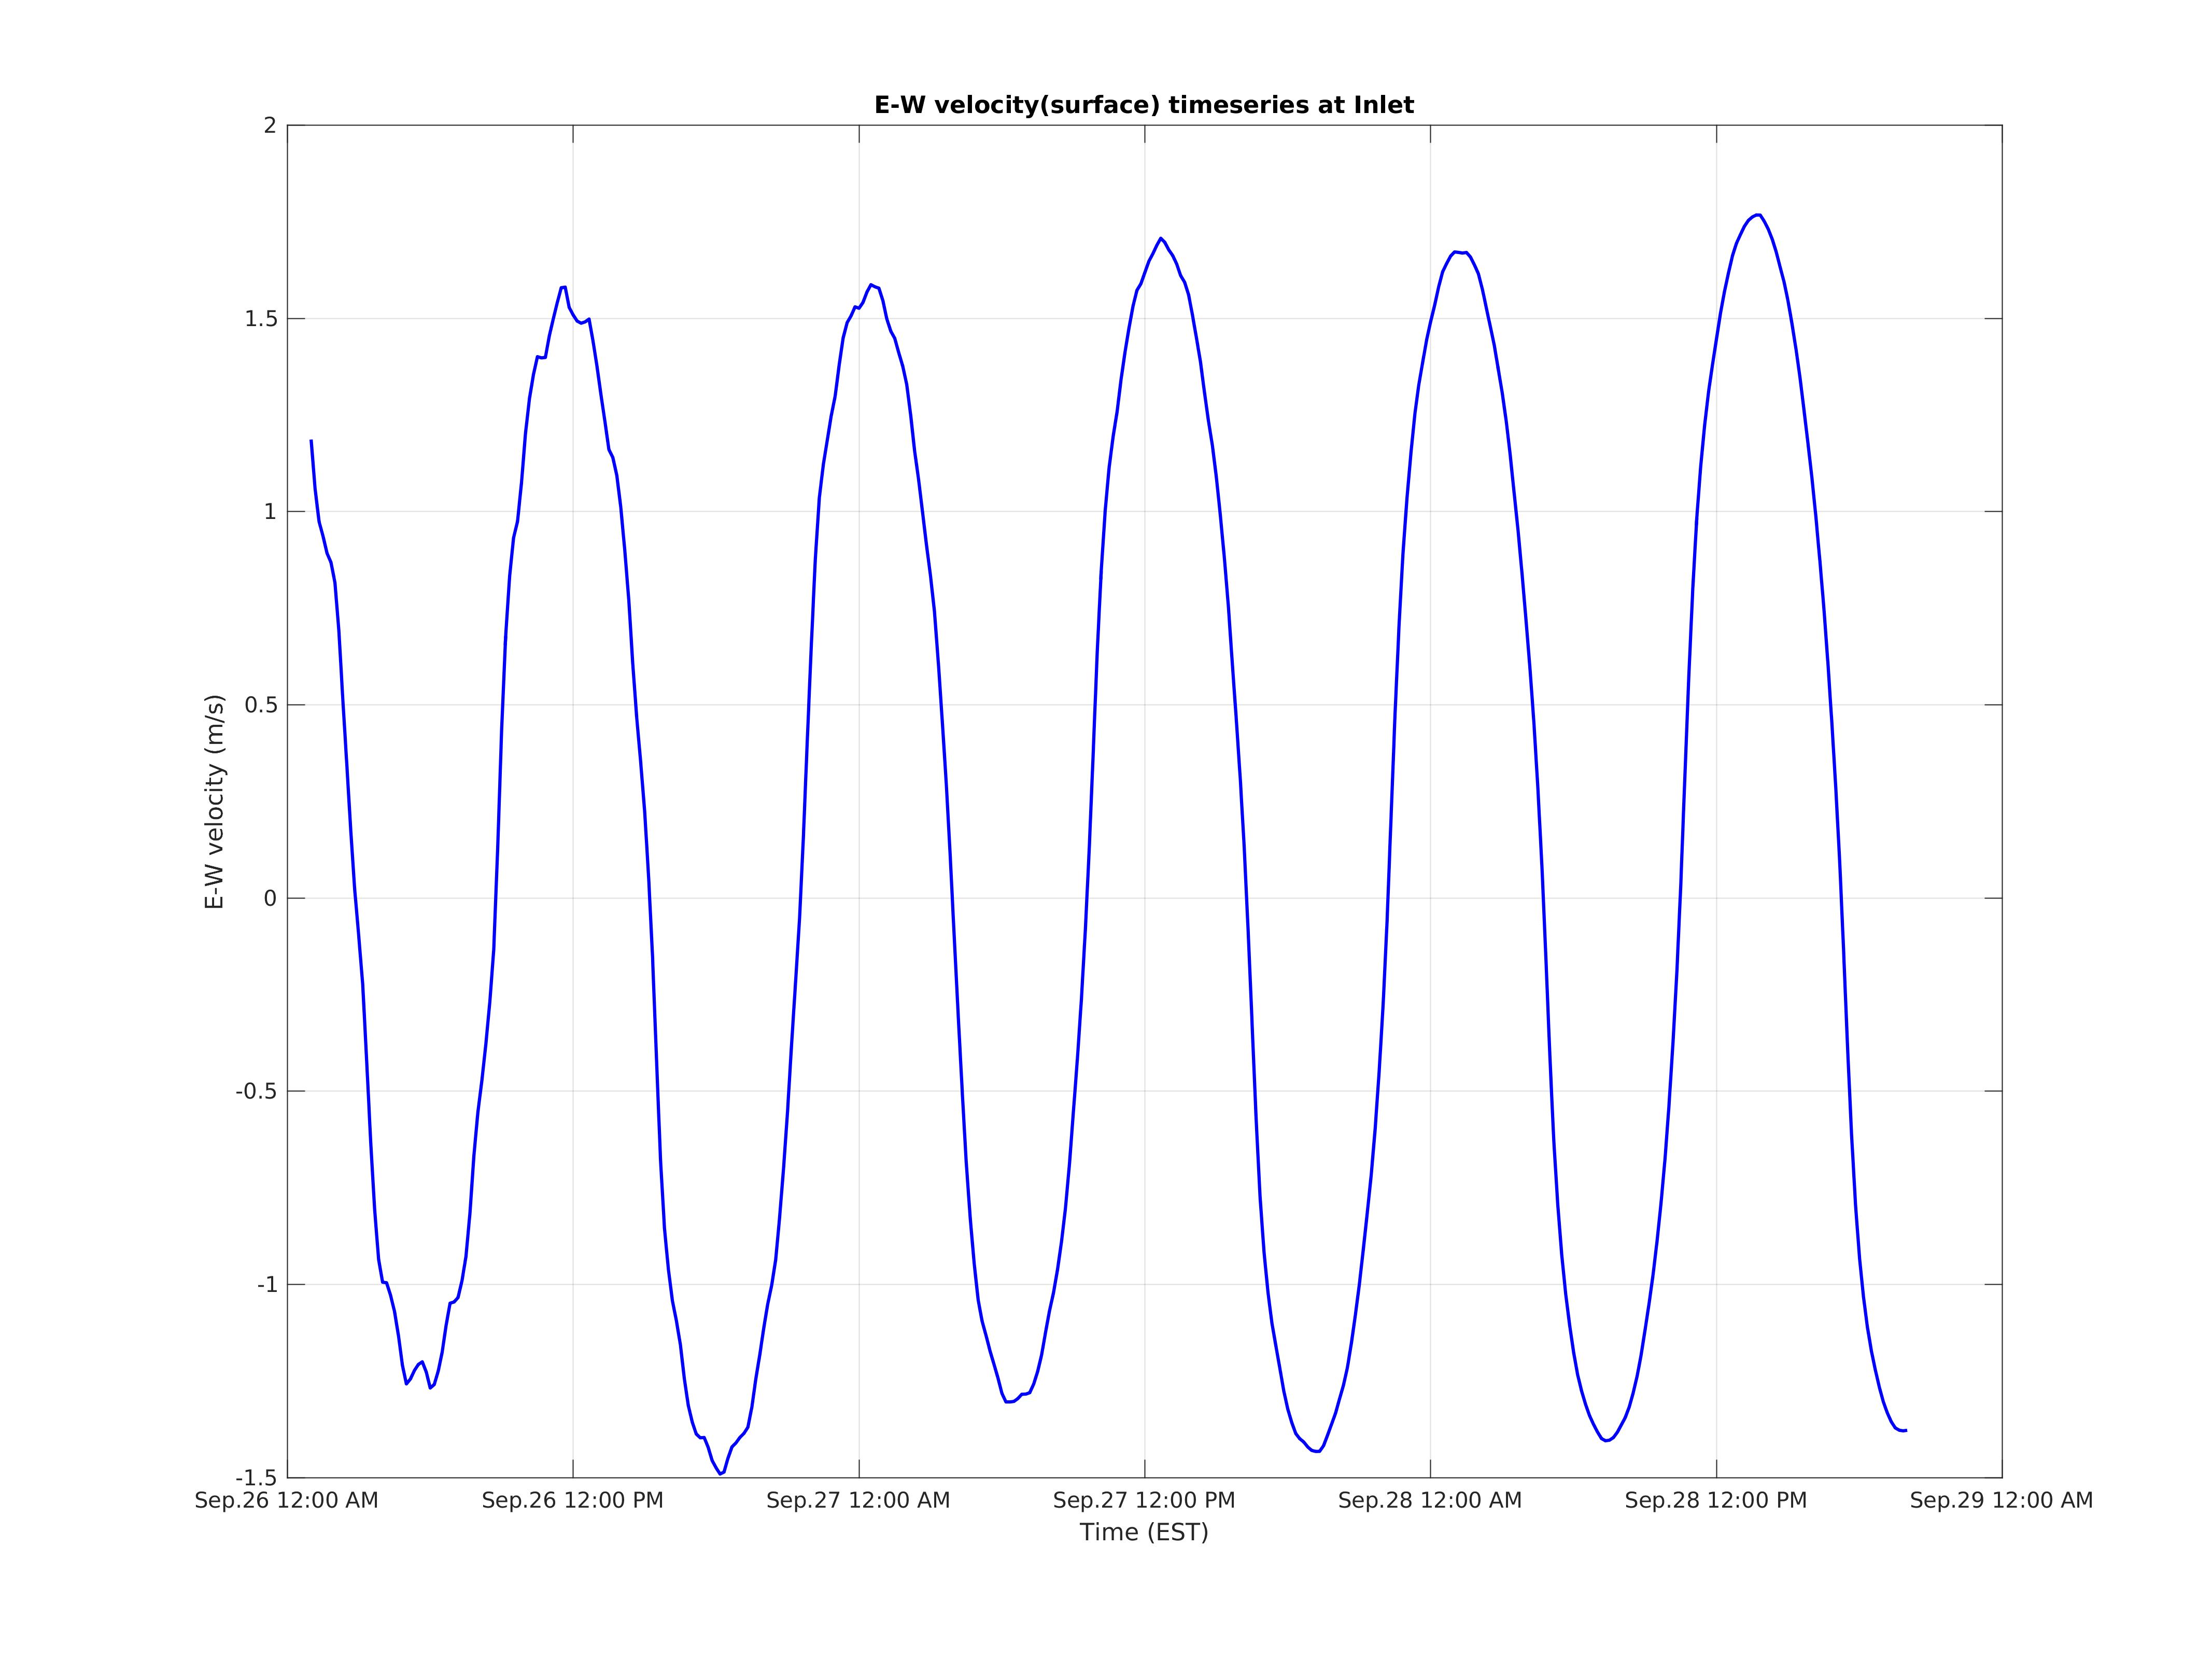 E-W velocity(surface) timeseries at Inlet
2
1.5
1
0.5
0
-0.5
-1
-1.5
E-W velocity (m/s)
Sep.26 12:00 AM
Sep.26 12:00 PM
Sep.27 12:00 AM
Sep.27 12:00 PM
Sep.28 12:00 AM
Sep.28 12:00 PM
Sep.29 12:00 AM
Time (EST)